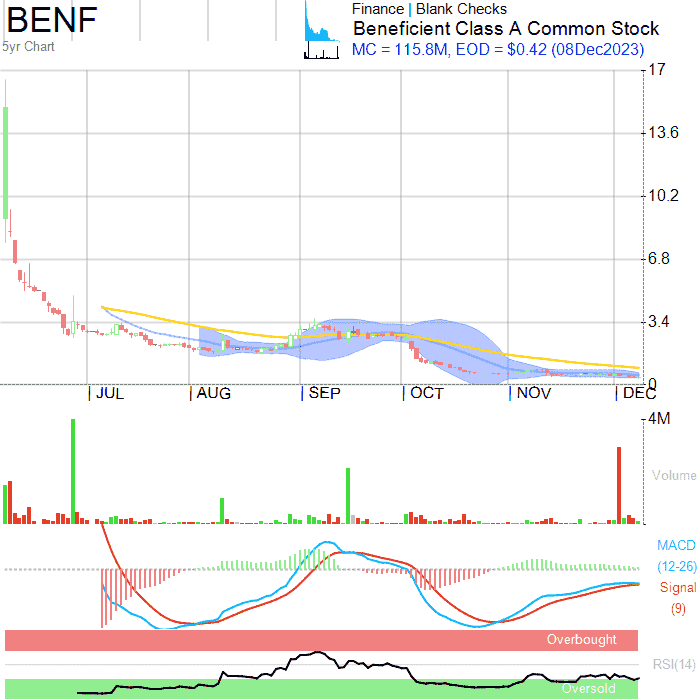 BENF
5yr Chart
Finance | Blank Checks
Beneficient Class A Common Stock
MC = 115.8M, EOD = $0.42 (08Dec2023)
17
13.6
10.2
6.8
3.4
0
JUL AUG SEP OCT NOV DEC
4M
Volume
MACD
(12-26)
Signal
(9)
Overbought
RSI(14)
Oversold